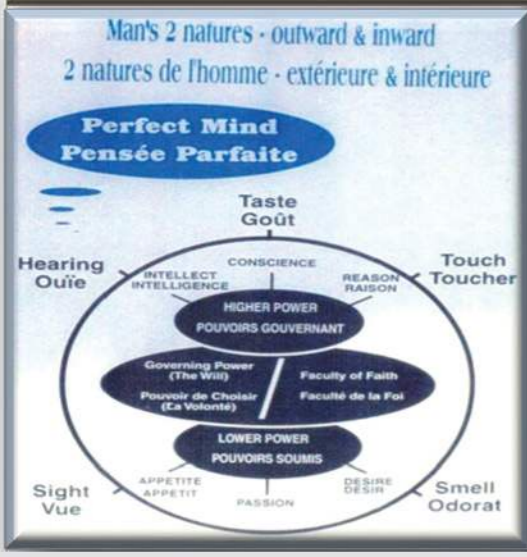 Man's 2 natures - outward & inward
2 natures de l'homme - extérieure & intérieure
Perfect Mind
Pensée Parfaite
Taste
Goût
Hearing
Ouïe
Touch
Toucher
CONSCIENCE
INTELLECT
INTELLIGENCE
REASON
RAISON
HIGHER POWER
POUVOIRS GOUVERNANT
Governing Power
(The Will)
Pouvoir de Choisir
(La Volonté)
Faculty of Faith
Faculté de la Foi
LOWER POWER
POUVOIRS SOUMIS
APPETITE
APPETIT
PASSION
DESIRE
DÉSIR
Sight
Vue
Smell
Odorat